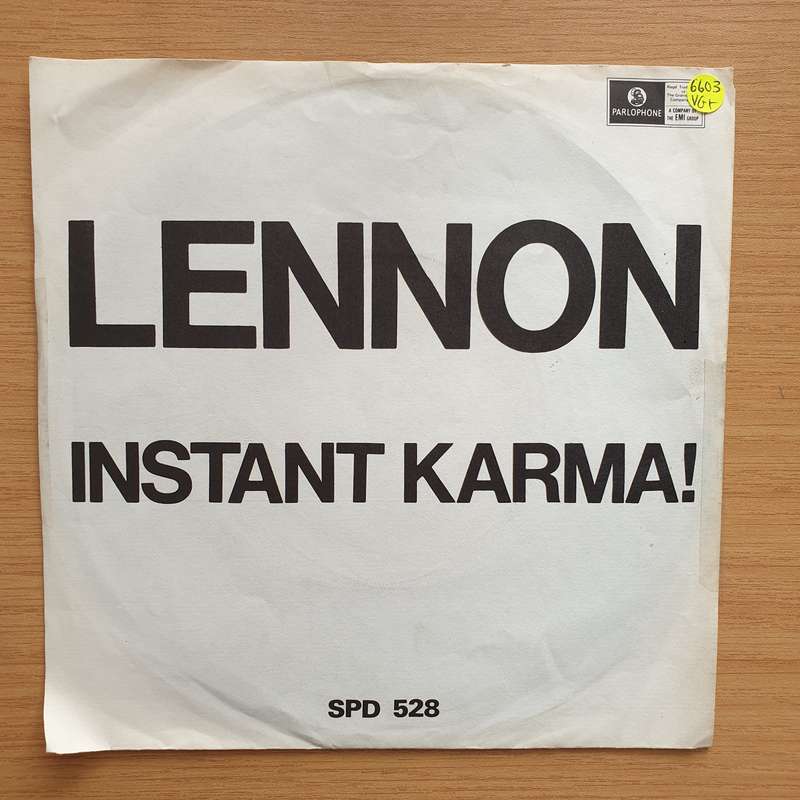 PARLOPHONE
A COMPANY OF
THE EMI GROUP
6603
VG+
LENNON
INSTANT KARMA!
SPD 528